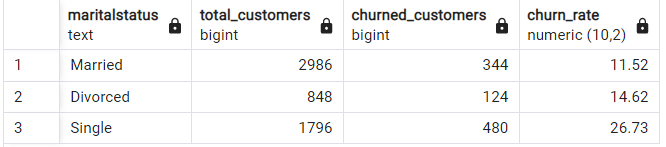 maritalstatus total_customers churned_customers churn_rate
text bigint bigint numeric (10,2)
1 Married 2986 344 11.52
2 Divorced 848 124 14.62
3 Single 1796 480 26.73